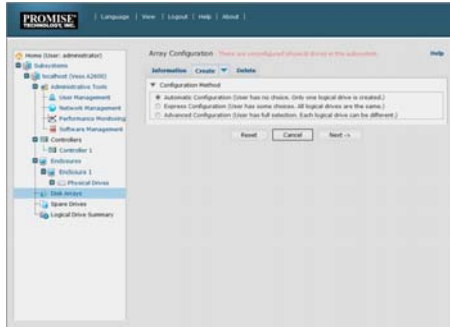 PROMISE
TECHNOLOGY, INC.
| Language | View | Logout | Help | About |
Home (User: administrator)
Subsystems
localhost (Vess A2600)
Administrative Tools
User Management
Network Management
Performance Monitoring
Software Management
Controllers
Controller 1
Enclosures
Enclosure 1
Physical Drives
Disk Arrays
Spare Drives
Logical Drive Summary
Array Configuration - There are unconfigured physical drives in the subsystem.
Help
Information Create Delete
Configuration Method
Automatic Configuration (User has no choice. Only one logical drive is created.)
Express Configuration (User has some choices. All logical drives are the same.)
Advanced Configuration (User has full selection. Each logical drive can be different.)
Reset Cancel Next ->